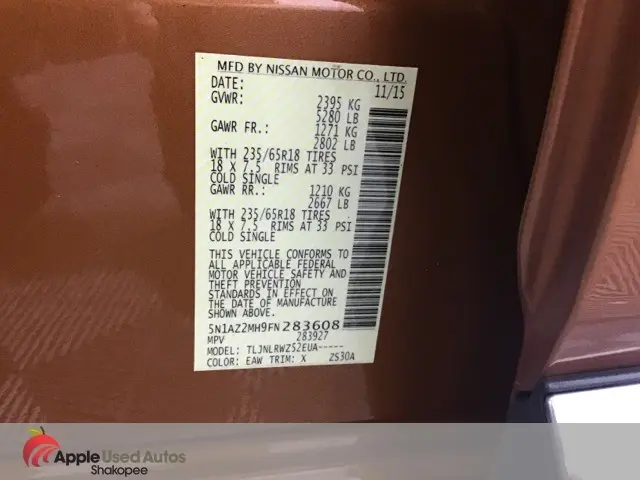 MFD BY NISSAN MOTOR CO., LTD.
DATE: 11/15
GVWR: 2395 KG
5280 LB
GAWR FR.: 1271 KG
2802 LB
WITH 235/65R18 TIRES
18 X 7.5 RIMS AT 33 PSI
COLD SINGLE
GAWR RR.: 1210 KG
2667 LB
WITH 235/65R18 TIRES
18 X 7.5 RIMS AT 33 PSI
COLD SINGLE
THIS VEHICLE CONFORMS TO
ALL APPLICABLE FEDERAL
MOTOR VEHICLE SAFETY AND
THEFT PREVENTION
STANDARDS IN EFFECT ON
THE DATE OF MANUFACTURE
SHOWN ABOVE.
5N1AZ2MH9FN283608
MPV 283927
MODEL: TLJNLRWZ52EUA-----
COLOR: EAW TRIM: X ZS30A
Apple Used Autos
Shakopee